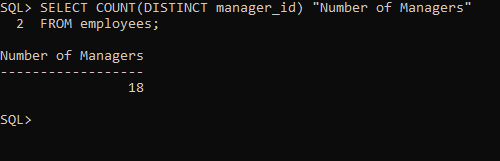 SQL> SELECT COUNT(DISTINCT manager_id) "Number of Managers"
  2  FROM employees;
Number of Managers
------------------
                18
SQL>